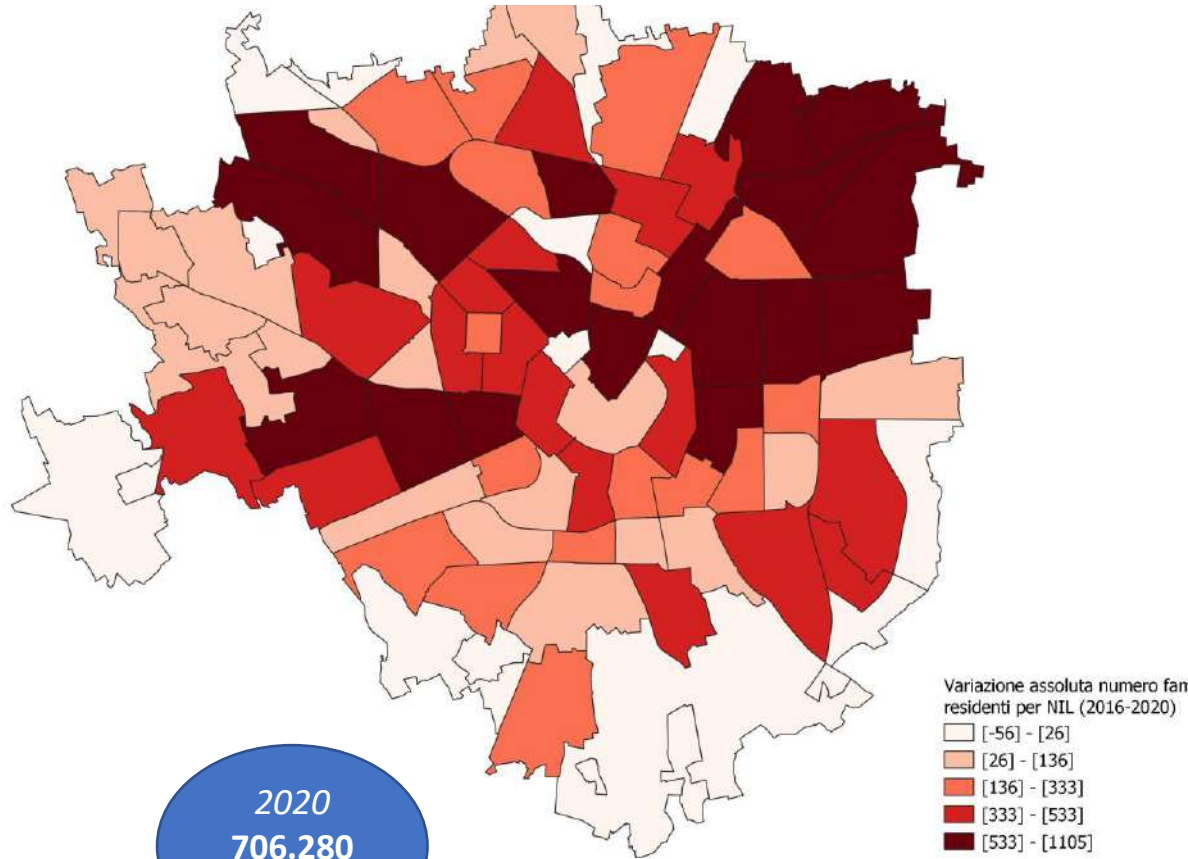 Variazione assoluta numero fam
residenti per NIL (2016-2020)
[-56] - [26]
[26] - [136]
[136] - [333]
[333] - [533]
[533] - [1105]
2020
706.280